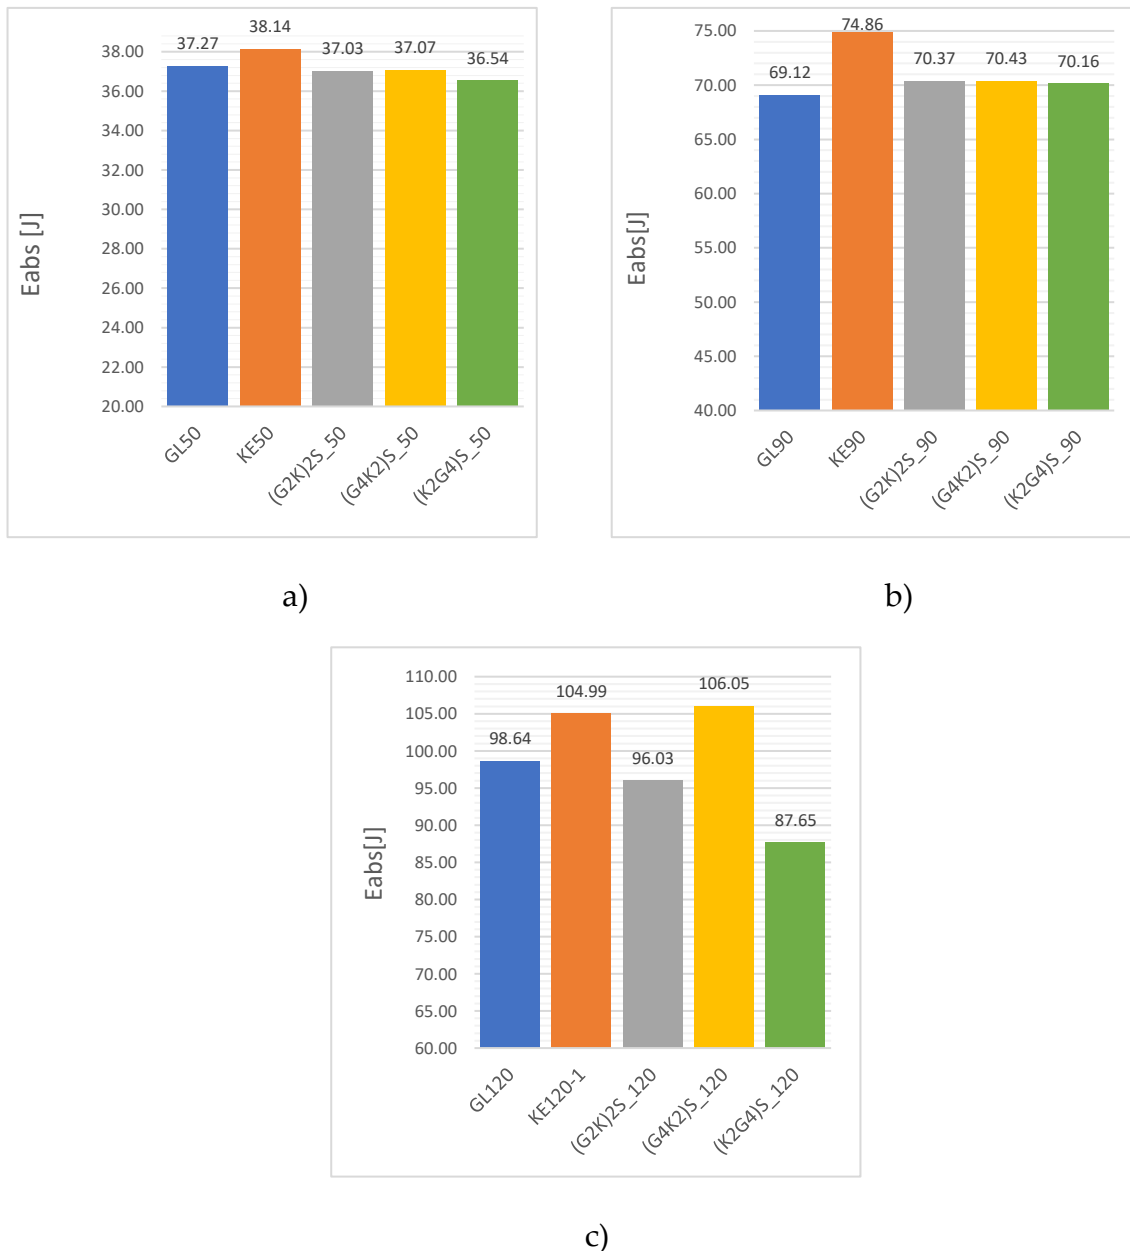 38.14
37.27
37.03
37.07
36.54
38.00
36.00
34.00
32.00
30.00
28.00
26.00
24.00
22.00
20.00
Eabs [J]
GL50
KE50
(G2K)2S_50
(G4K2)S_50
(K2G4)S_50
a)
75.00
70.00
65.00
60.00
55.00
50.00
45.00
40.00
69.12
74.86
70.37
70.43
70.16
Eabs[J]
GL90
KE90
(G2K)2S_90
(G4K2)S_90
(K2G4)S_90
b)
110.00
105.00
100.00
95.00
90.00
85.00
80.00
75.00
70.00
65.00
60.00
98.64
104.99
96.03
106.05
87.65
Eabs[J]
GL120
KE120-1
(G2K)2S_120
(G4K2)S_120
(K2G4)S_120
c)